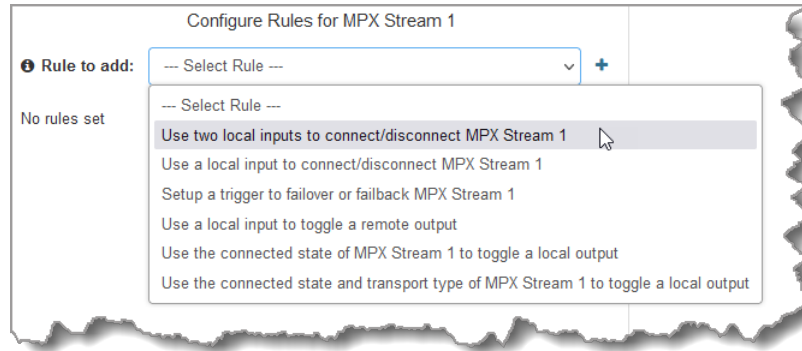 Configure Rules for MPX Stream 1
Rule to add: --- Select Rule ---
No rules set
--- Select Rule ---
Use two local inputs to connect/disconnect MPX Stream 1
Use a local input to connect/disconnect MPX Stream 1
Setup a trigger to failover or failback MPX Stream 1
Use a local input to toggle a remote output
Use the connected state of MPX Stream 1 to toggle a local output
Use the connected state and transport type of MPX Stream 1 to toggle a local output